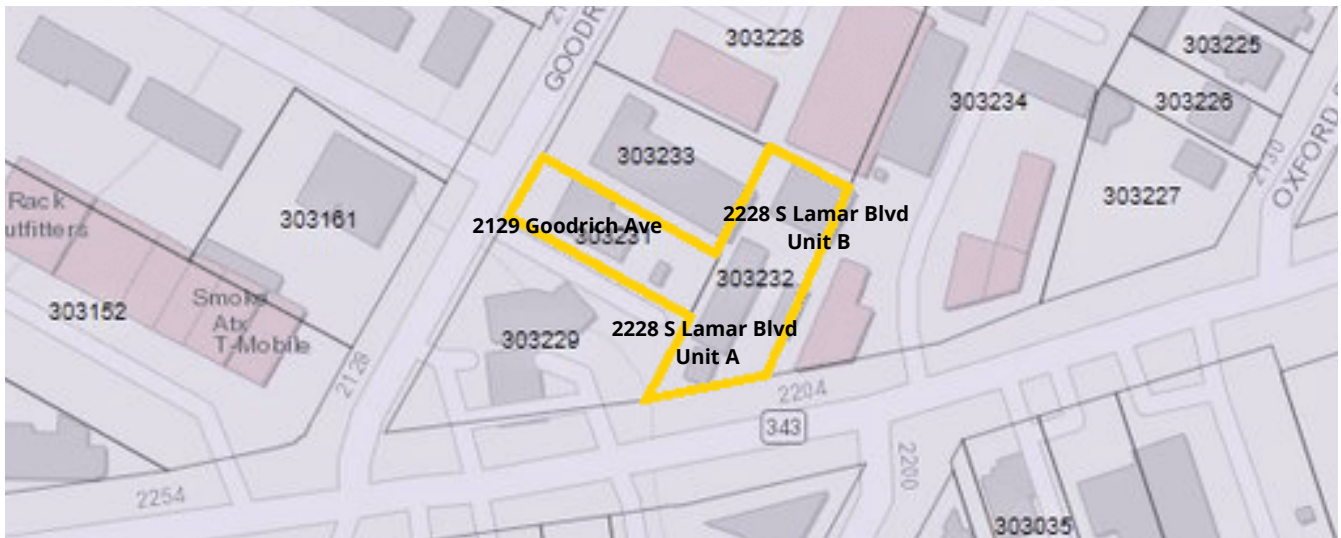 303228
303225
GOODR
303226
303234
303233
2130
OXFORD
303227
Rack
utfitters
303161
2129 Goodrich Ave
303231
2228 S Lamar Blvd
Unit B
303232
Smoke
Atx
T-Mobile
303152
303229
2228 S Lamar Blvd
Unit A
2128
2204
343
2200
2254
303035